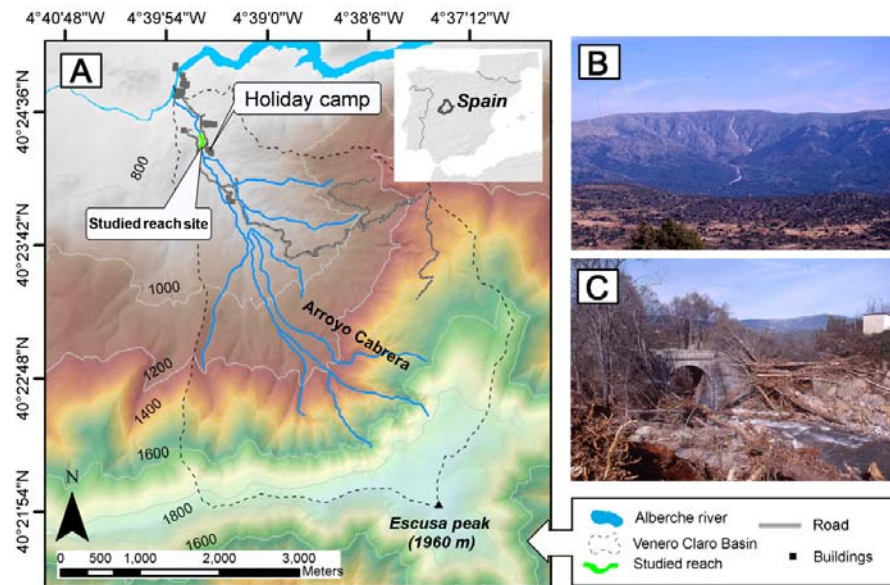 4°40'48"W
4°39'54"W
4°39'0"W
4°38'6"W
4°37'12"W
40°24'36"N
40°23'42"N
40°22'48"N
40°21'54"N
A
Holiday camp
Studied reach site
Spain
800
1000
1200
1400
1600
1800
1600
Arroyo Cabrera
Escusa peak
(1960 m)
N
0 500 1,000 2,000 3,000
Meters
B
C
Alberche river
Venero Claro Basin
Studied reach
Road
Buildings